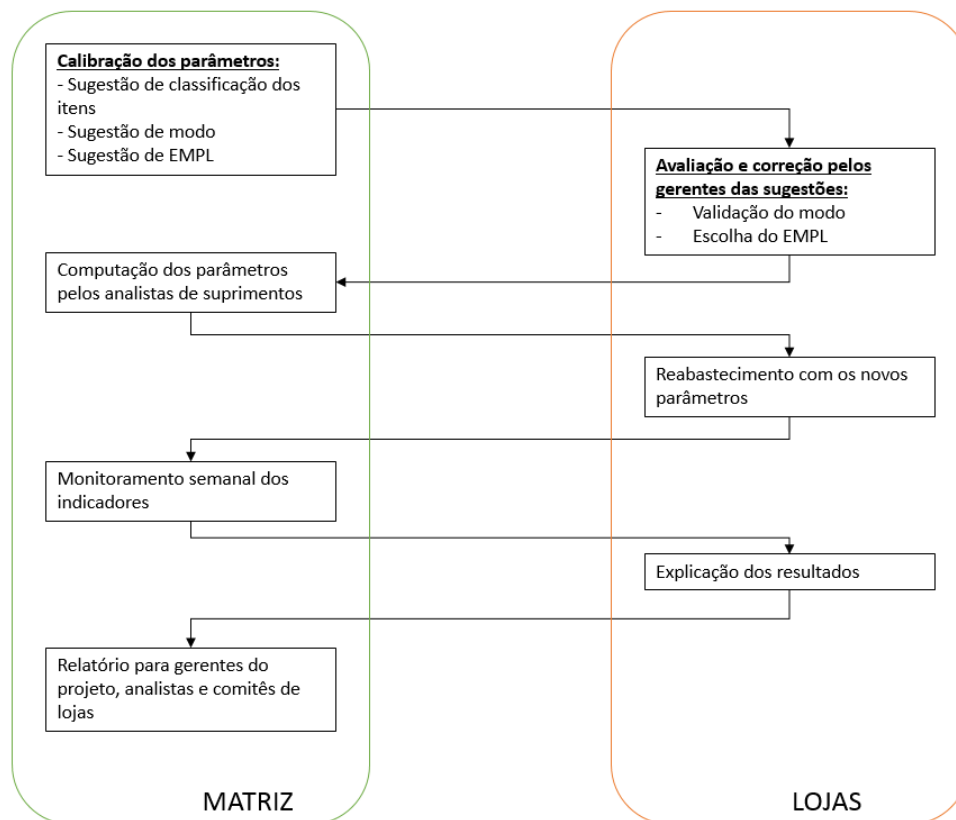 Calibração dos parâmetros:
- Sugestão de classificação dos
itens
- Sugestão de modo
- Sugestão de EMPL
Avaliação e correção pelos
gerentes das sugestões:
- Validação do modo
- Escolha do EMPL
Computação dos parâmetros
pelos analistas de suprimentos
Reabastecimento com os novos
parâmetros
Monitoramento semanal dos
indicadores
Explicação dos resultados
Relatório para gerentes do
projeto, analistas e comitês de
lojas
MATRIZ
LOJAS